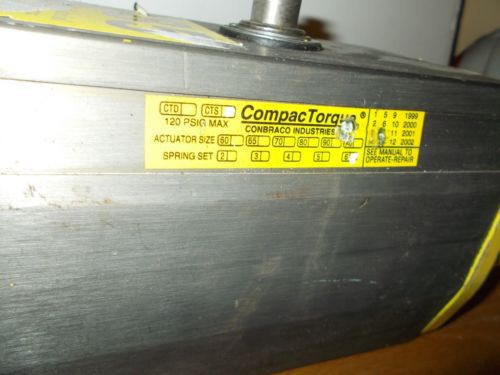 CTD CTS CompacTorque®
120 PSIG MAX CONBRACO INDUSTRIES
ACTUATOR SIZE 60 65 70 80 90
SPRING SET 2 3 4 5 6
1 5 9 1999
2 6 10 2000
11 2001
12 2002
SEE MANUAL TO
OPERATE-REPAIR